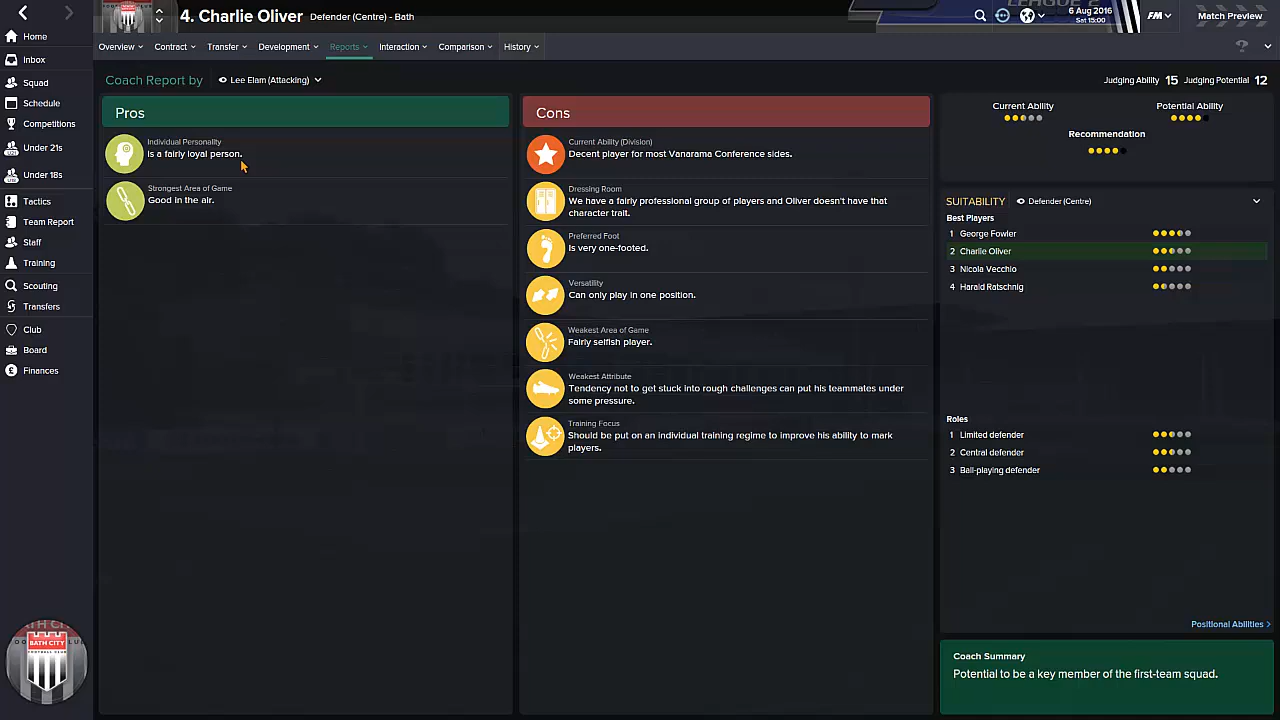 4. Charlie Oliver Defender (Centre) - Bath
6 Aug 2016
Sat 15:00
FM
Match Preview
Home
Inbox
Squad
Schedule
Competitions
Under 21s
Under 18s
Tactics
Team Report
Staff
Training
Scouting
Transfers
Club
Board
Finances
Overview Contract Transfer Development Reports Interaction Comparison History
Coach Report by Lee Elam (Attacking)
Judging Ability 15 Judging Potential 12
Pros
Individual Personality
Is a fairly loyal person.
Strongest Area of Game
Good in the air.
Cons
Current Ability (Division)
Decent player for most Vanarama Conference sides.
Dressing Room
We have a fairly professional group of players and Oliver doesn't have that
character trait.
Preferred Foot
Is very one-footed.
Versatility
Can only play in one position.
Weakest Area of Game
Fairly selfish player.
Weakest Attribute
Tendency not to get stuck into rough challenges can put his teammates under
some pressure.
Training Focus
Should be put on an individual training regime to improve his ability to mark
players.
Current Ability
Potential Ability
Recommendation
SUITABILITY Defender (Centre)
Best Players
1 George Fowler
2 Charlie Oliver
3 Nicola Vecchio
4 Harald Ratschnig
Roles
1 Limited defender
2 Central defender
3 Ball-playing defender
Positional Abilities >
Coach Summary
Potential to be a key member of the first-team squad.
BATH CITY